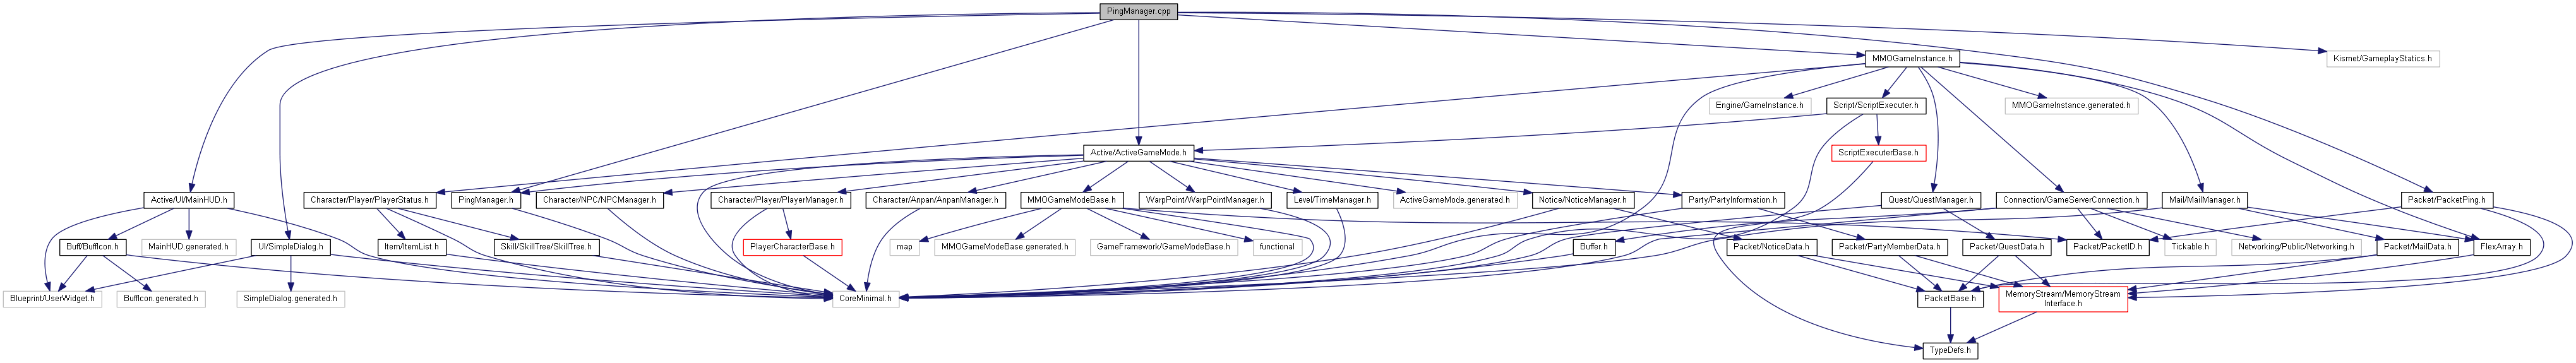 PingManager.cpp
MMOGameInstance.h
Kismet/GameplayStatics.h
Engine/GameInstance.h
Script/ScriptExecuter.h
MMOGameInstance.generated.h
Active/ActiveGameMode.h
ScriptExecuterBase.h
Active/UI/MainHUD.h
Character/Player/PlayerStatus.h
PingManager.h
Character/NPC/NPCManager.h
Character/Player/PlayerManager.h
Character/Anpan/AnpanManager.h
MMOGameModeBase.h
WarpPoint/WarpPointManager.h
Level/TimeManager.h
ActiveGameMode.generated.h
Notice/NoticeManager.h
Party/PartyInformation.h
Quest/QuestManager.h
Connection/GameServerConnection.h
Mail/MailManager.h
Packet/PacketPing.h
Buff/BuffIcon.h
MainHUD.generated.h
UI/SimpleDialog.h
Item/ItemList.h
Skill/SkillTree/SkillTree.h
PlayerCharacterBase.h
map
MMOGameModeBase.generated.h
GameFramework/GameModeBase.h
functional
Buffer.h
Packet/NoticeData.h
Packet/PartyMemberData.h
Packet/QuestData.h
Packet/PacketID.h
Tickable.h
Networking/Public/Networking.h
Packet/MailData.h
FlexArray.h
Blueprint/UserWidget.h
BuffIcon.generated.h
SimpleDialog.generated.h
CoreMinimal.h
PacketBase.h
MemoryStream/MemoryStream
Interface.h
TypeDefs.h